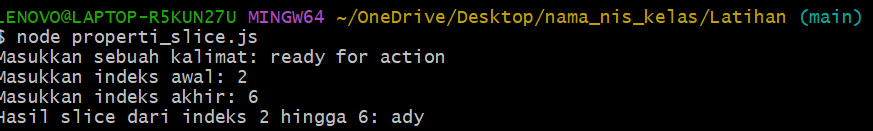 LENOVO@LAPTOP-R5KUN27U MINGW64 ~/OneDrive/Desktop/nama_nis_kelas/Latihan (main)
$ node properti_slice.js
Masukkan sebuah kalimat: ready for action
Masukkan indeks awal: 2
Masukkan indeks akhir: 6
Hasil slice dari indeks 2 hingga 6: ady